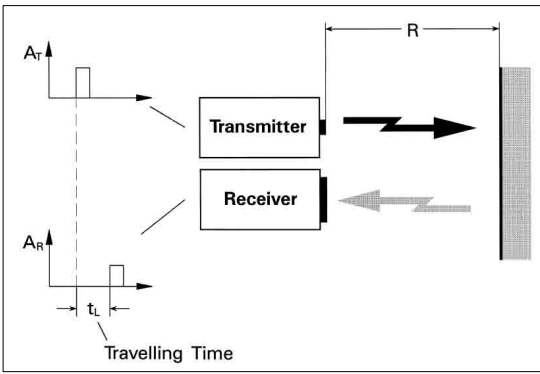 A_T
R
Transmitter
Receiver
A_R
t_L
Travelling Time